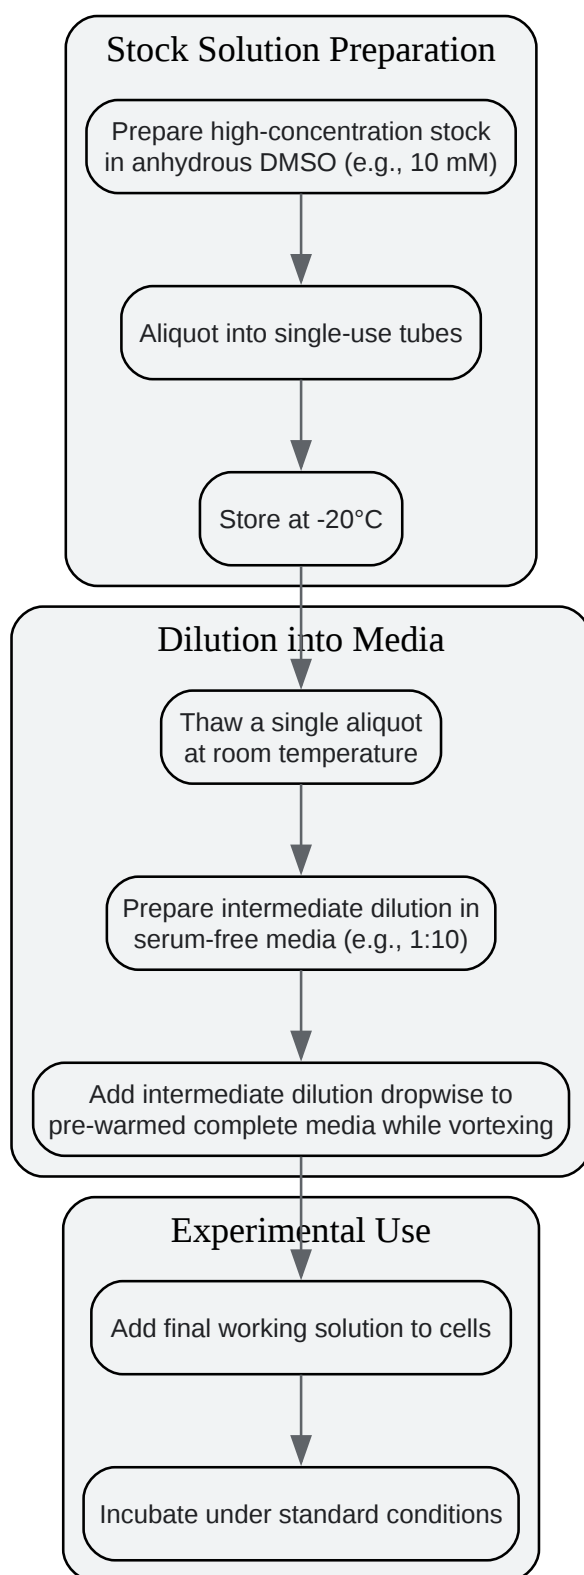 Stock Solution Preparation
Prepare high-concentration stock
in anhydrous DMSO (e.g., 10 mM)
Aliquot into single-use tubes
Store at -20°C
Dilution into Media
Thaw a single aliquot
at room temperature
Prepare intermediate dilution in
serum-free media (e.g., 1:10)
Add intermediate dilution dropwise to
pre-warmed complete media while vortexing
Experimental Use
Add final working solution to cells
Incubate under standard conditions